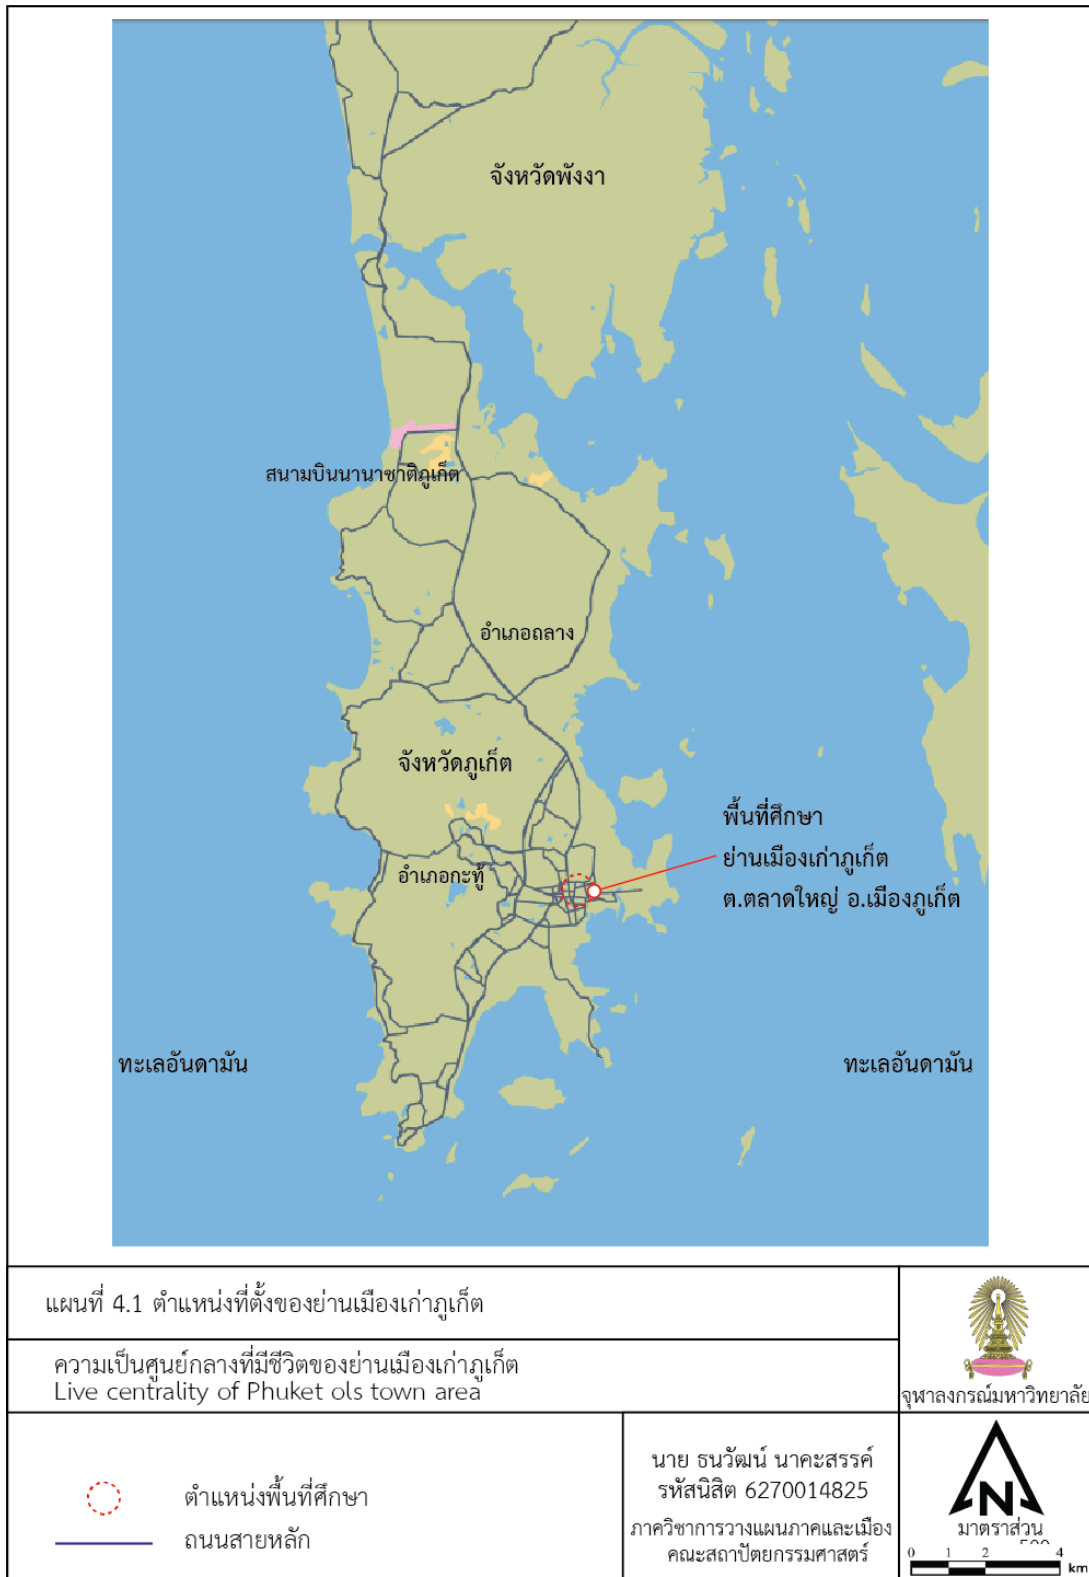 จังหวัดพังงา
สนามบินนานาชาติภูเก็ต
อำเภอถลาง
จังหวัดภูเก็ต
พื้นที่ศึกษา
ย่านเมืองเก่าภูเก็ต
ต.ตลาดใหญ่ อ.เมืองภูเก็ต
อำเภอกะทู้
ทะเลอันดามัน
ทะเลอันดามัน
แผนที่ 4.1 ตำแหน่งที่ตั้งของย่านเมืองเก่าภูเก็ต
ความเป็นศูนย์กลางที่มีชีวิตของย่านเมืองเก่าภูเก็ต
Live centrality of Phuket ols town area
จุฬาลงกรณ์มหาวิทยาลัย
ตำแหน่งพื้นที่ศึกษา
ถนนสายหลัก
นาย ธนวัฒน์ นาคะสรรค์
รหัสนิสิต 6270014825
ภาควิชาการวางแผนภาคและเมือง
คณะสถาปัตยกรรมศาสตร์
N
มาตราส่วน
0 1 2 4
km